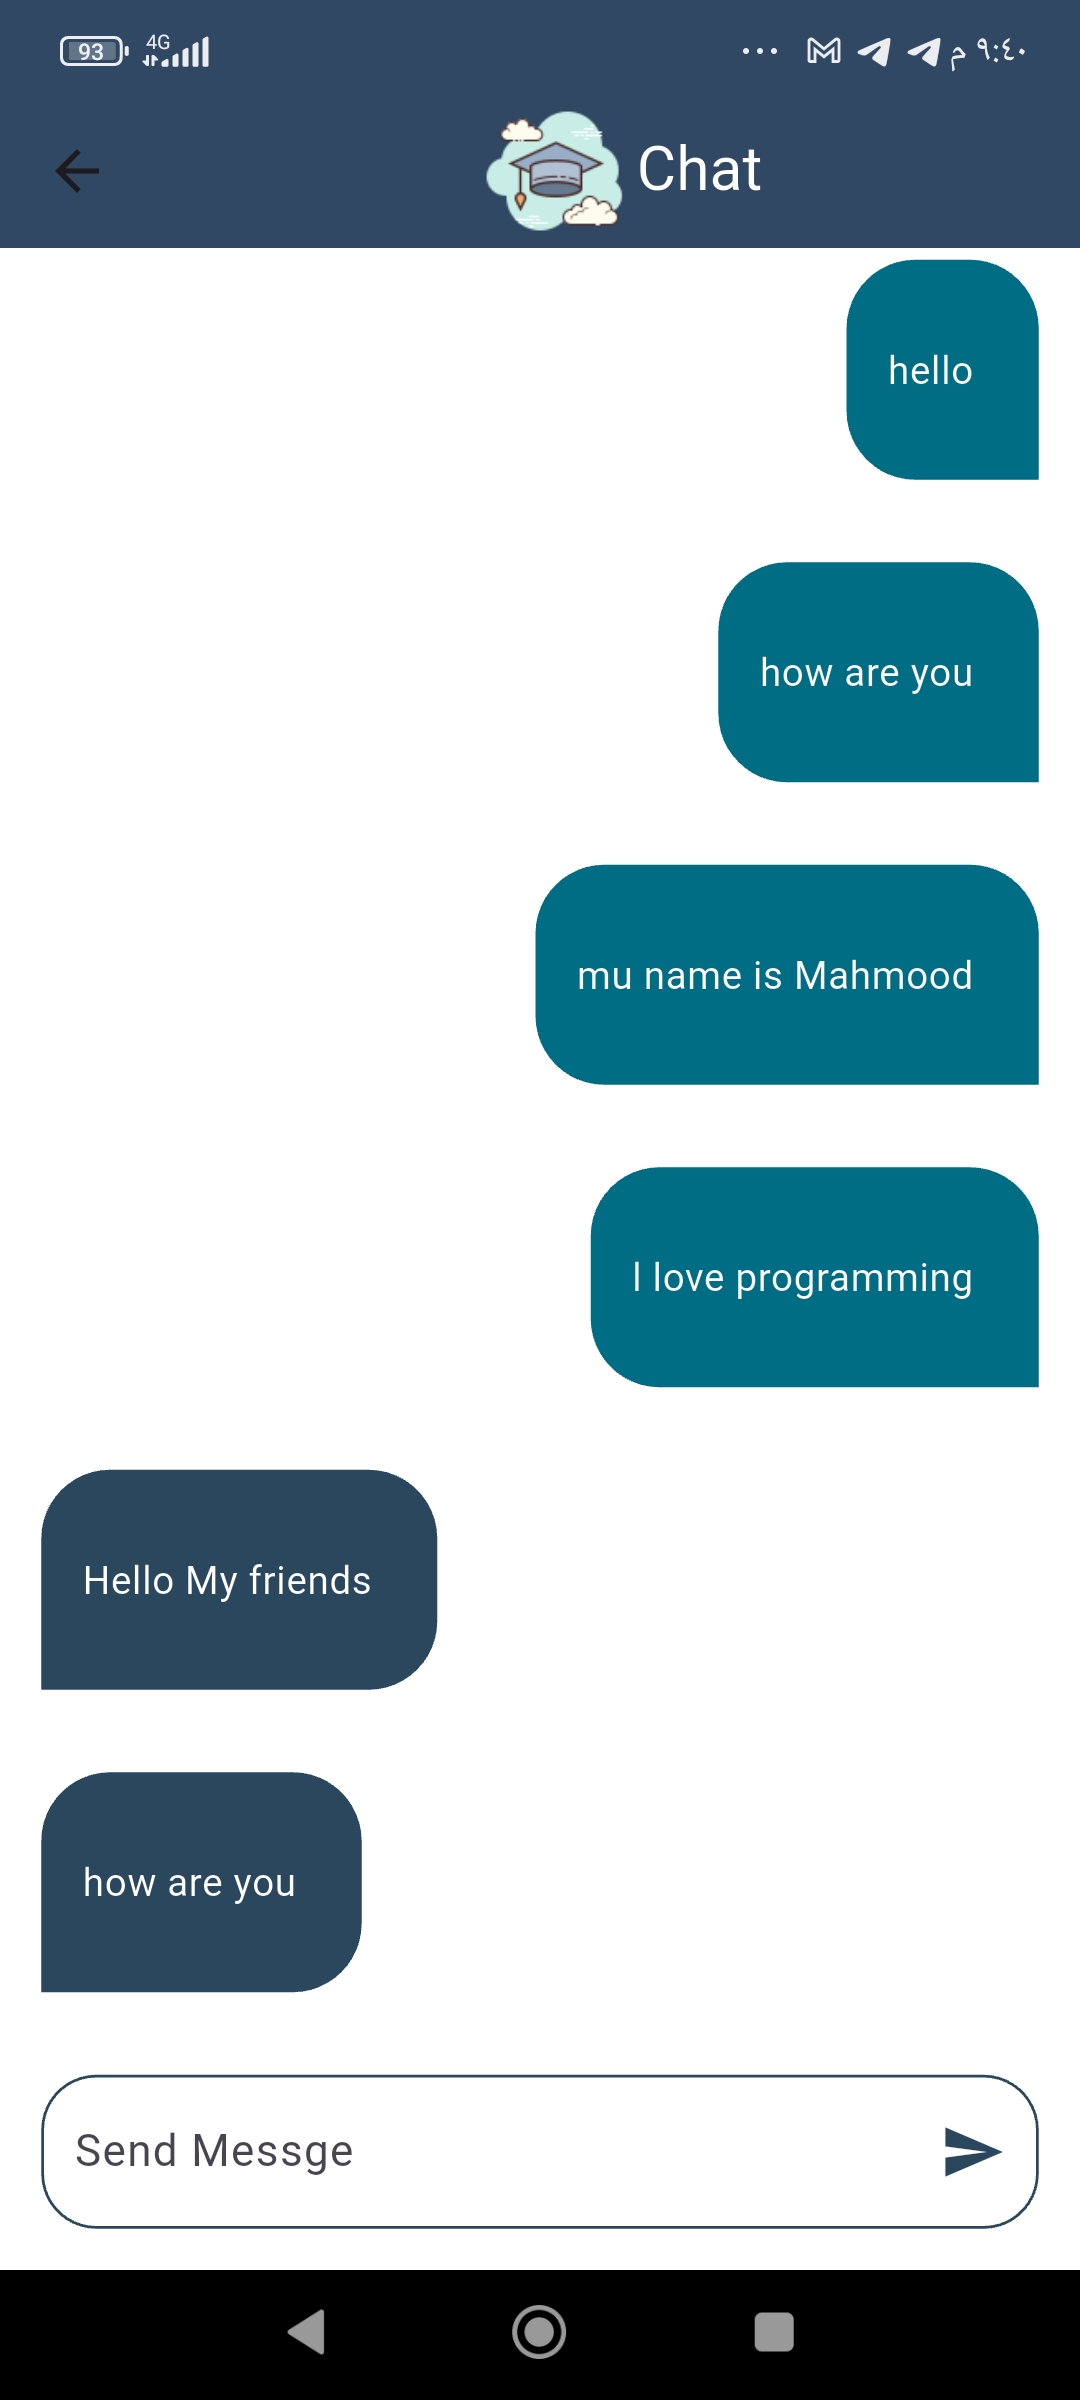 93 4G ... م ٩:٤٠
Chat
hello
how are you
mu name is Mahmood
I love programming
Hello My friends
how are you
Send Messge